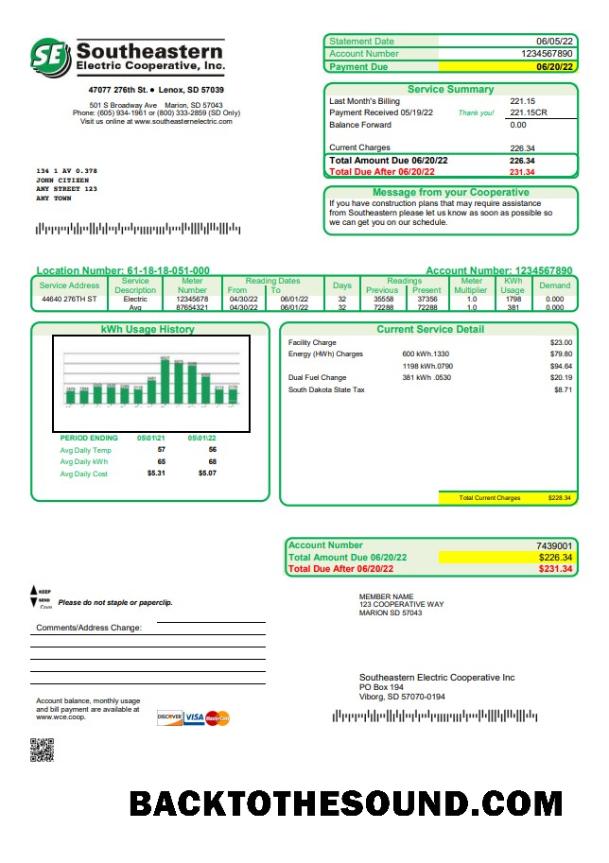 SE Southeastern
Electric Cooperative, Inc.
47077 276th St. ● Lenox, SD 57039
501 S Broadway Ave Marion, SD 57043
Phone: (605) 934-1961 or (800) 333-2859 (SD Only)
Visit us online at www.southeasternelectric.com
Statement Date 06/05/22
Account Number 1234567890
Payment Due 06/20/22
Service Summary
Last Month's Billing 221.15
Payment Received 05/19/22 Thank you! 221.15CR
Balance Forward 0.00
Current Charges 226.34
Total Amount Due 06/20/22 226.34
Total Due After 06/20/22 231.34
Message from your Cooperative
If you have construction plans that may require assistance
from Southeastern please let us know as soon as possible so
we can get you on our schedule.
134 1 AV 0.378
JOHN CITIZEN
ANY STREET 123
ANY TOWN
Location Number: 61-18-18-051-000 Account Number: 1234567890
Service Address Service Description Meter Number Reading Dates From To Days Readings Previous Present Meter Multiplier KWH Usage Demand
44640 276TH ST Electric 12345678 04/30/22 06/01/22 32 35558 37356 1.0 1798 0.000
Avg 87654321 04/30/22 06/01/22 32 72288 72288 1.0 381 0.000
kWh Usage History
PERIOD ENDING 05\01\21 05\01\22
Avg Daily Temp 57 56
Avg Daily kWh 65 68
Avg Daily Cost $5.31 $5.07
Current Service Detail
Facility Charge $23.00
Energy (HWh) Charges 600 kWh.1330 $79.80
1198 kWh.0790 $94.64
Dual Fuel Change 381 kWh .0530 $20.19
South Dakota State Tax $8.71
Total Current Charges $228.34
Account Number 7439001
Total Amount Due 06/20/22 $226.34
Total Due After 06/20/22 $231.34
KEEP
SEND
Please do not staple or paperclip.
Comments/Address Change:
MEMBER NAME
123 COOPERATIVE WAY
MARION SD 57043
Southeastern Electric Cooperative Inc
PO Box 194
Viborg, SD 57070-0194
Account balance, monthly usage
and bill payment are available at
www.wce.coop.
DISCOVER VISA MasterCard
BACKTOTHESOUND.COM